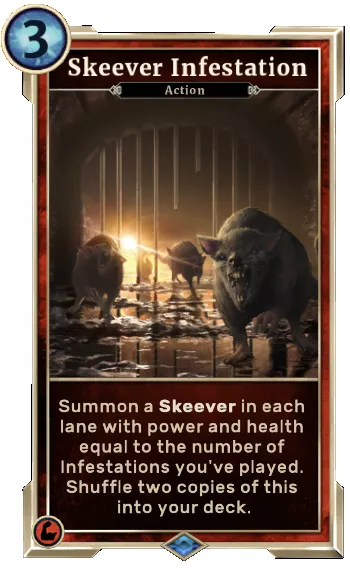 3
Skeever Infestation
Action
Summon a Skeever in each
lane with power and health
equal to the number of
Infestations you've played.
Shuffle two copies of this
into your deck.